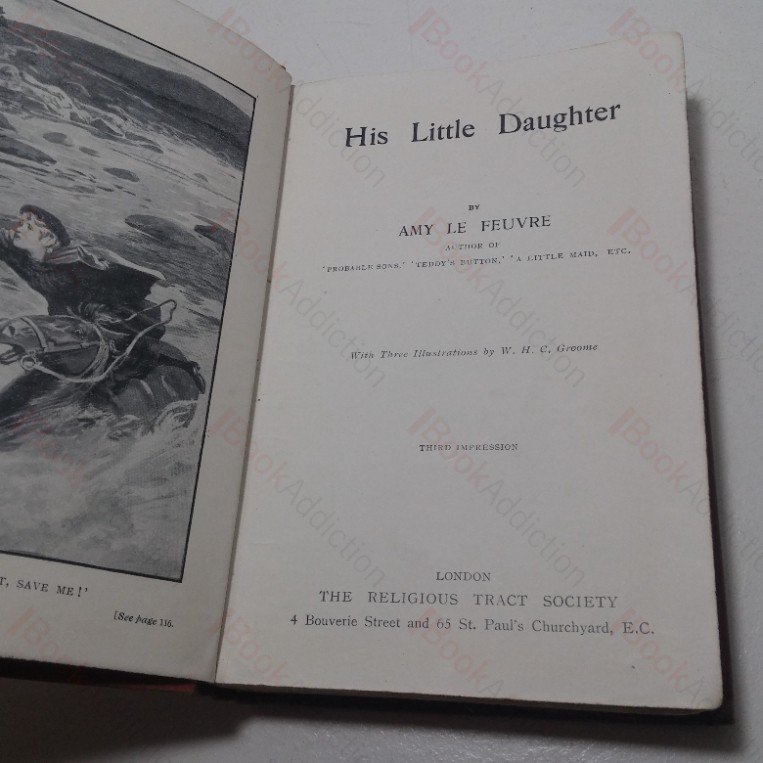 T, SAVE ME!'
[See page 116.
His Little Daughter
BY
AMY LE FEUVRE
AUTHOR OF
'PROBABLE SONS,' 'TEDDY'S BUTTON,' 'A LITTLE MAID, ETC.
With Three Illustrations by W. H. C. Groome
THIRD IMPRESSION
LONDON
THE RELIGIOUS TRACT SOCIETY
4 Bouverie Street and 65 St. Paul's Churchyard, E.C.
BookAddiction